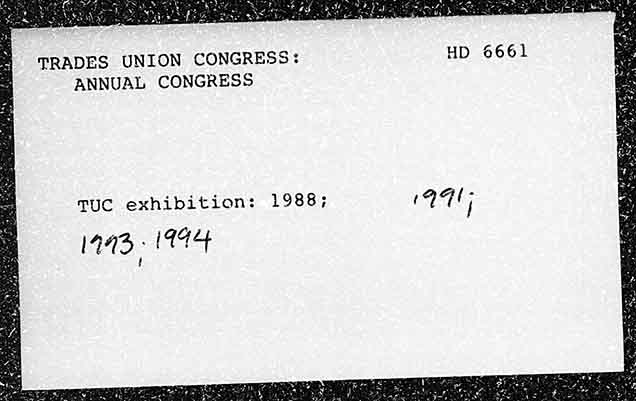 TRADES UNION CONGRESS: HD 6661
ANNUAL CONGRESS
TUC exhibition: 1988; 1991;
1993; 1994